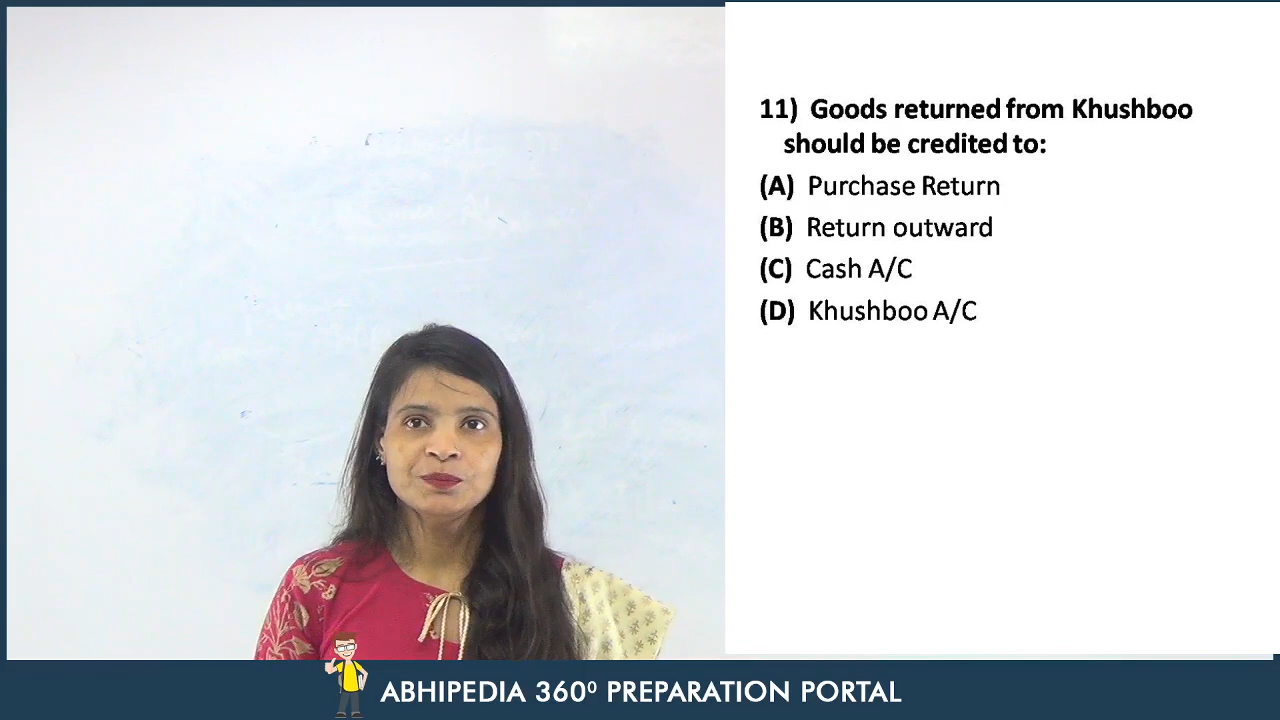 11) Goods returned from Khushboo
should be credited to:
(A) Purchase Return
(B) Return outward
(C) Cash A/C
(D) Khushboo A/C
ABHIPEDIA 360⁰ PREPARATION PORTAL